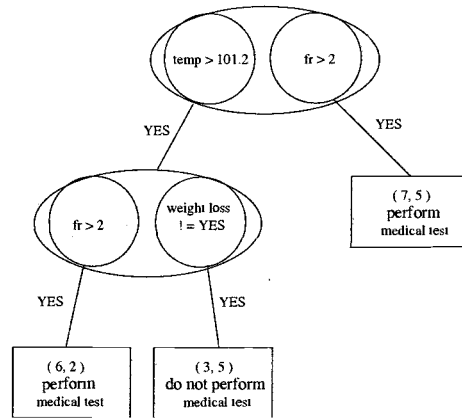 temp > 101.2
fr > 2
YES
YES
fr > 2
weight loss
! = YES
( 7, 5 )
perform
medical test
YES
YES
( 6, 2 )
perform
medical test
( 3, 5 )
do not perform
medical test